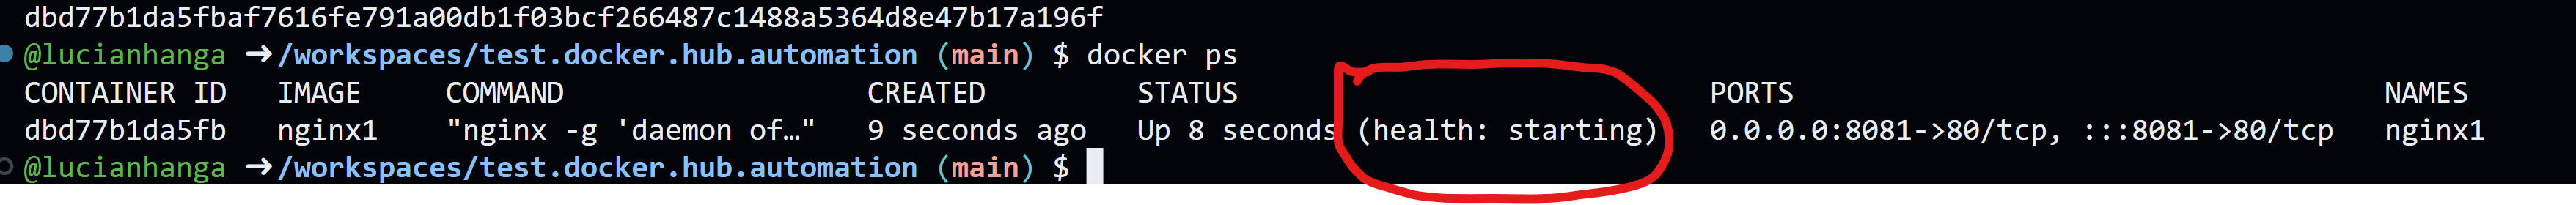 dbd77b1da5fbaf7616fe791a00db1f03bcf266487c1488a5364d8e47b17a196f
@lucianhanga ➜/workspaces/test.docker.hub.automation (main) $ docker ps
CONTAINER ID   IMAGE     COMMAND                  CREATED         STATUS                            PORTS                                   NAMES
dbd77b1da5fb   nginx1    "nginx -g 'daemon of…"   9 seconds ago   Up 8 seconds (health: starting)   0.0.0.0:8081->80/tcp, :::8081->80/tcp   nginx1
@lucianhanga ➜/workspaces/test.docker.hub.automation (main) $